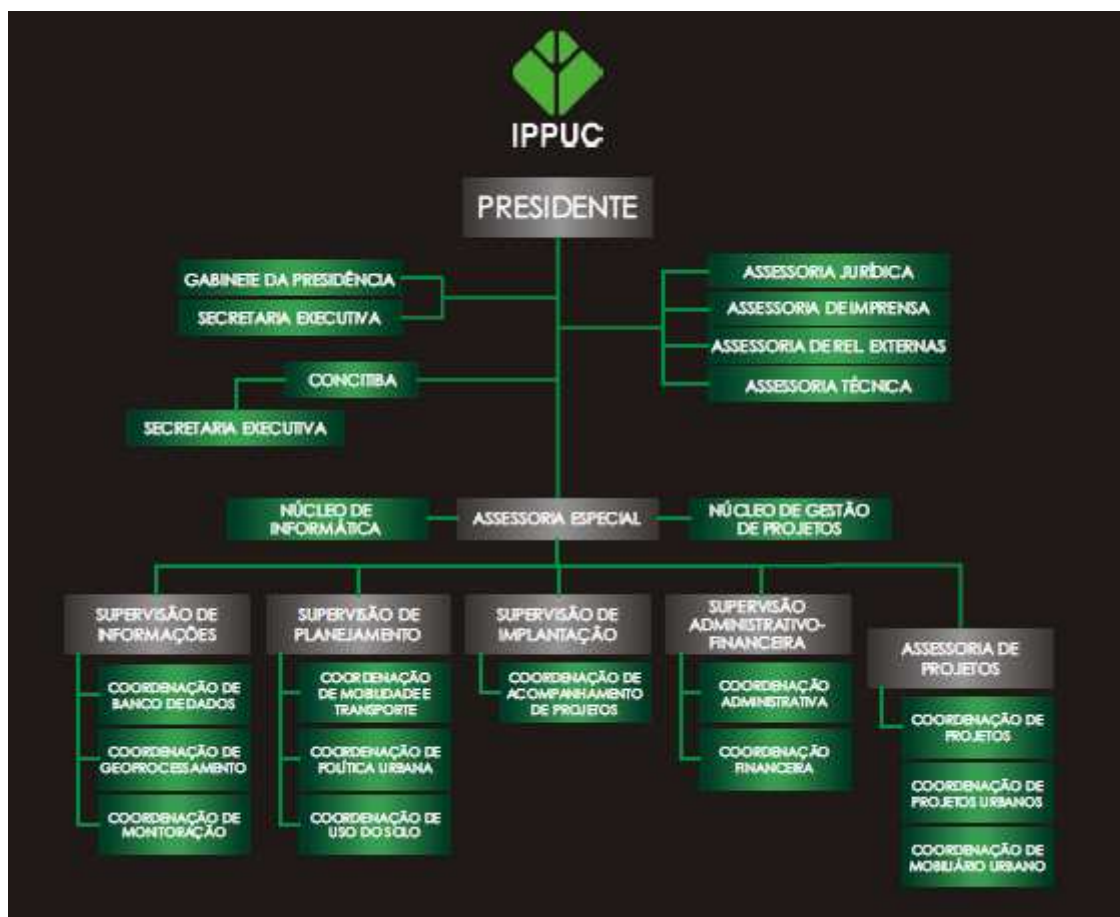 IPPUC
PRESIDENTE
GABINETE DA PRESIDÊNCIA
SECRETARIA EXECUTIVA
CONCITIBA
SECRETARIA EXECUTIVA
ASSESSORIA JURÍDICA
ASSESSORIA DE IMPRENSA
ASSESSORIA DE REL. EXTERNAS
ASSESSORIA TÉCNICA
NÚCLEO DE
INFORMÁTICA
ASSESSORIA ESPECIAL
NÚCLEO DE GESTÃO
DE PROJETOS
SUPERVISÃO DE
INFORMAÇÕES
COORDENAÇÃO DE
BANCO DE DADOS
COORDENAÇÃO DE
GEOPROCESSAMENTO
COORDENAÇÃO DE
MONITORAÇÃO
SUPERVISÃO DE
PLANEJAMENTO
COORDENAÇÃO
DE MOBILIDADE E
TRANSPORTE
COORDENAÇÃO DE
POLÍTICA URBANA
COORDENAÇÃO DE
USO DO SOLO
SUPERVISÃO DE
IMPLANTAÇÃO
COORDENAÇÃO DE
ACOMPANHAMENTO
DE PROJETOS
SUPERVISÃO
ADMINISTRATIVO-
FINANCEIRA
COORDENAÇÃO
ADMINISTRATIVA
COORDENAÇÃO
FINANCEIRA
ASSESSORIA DE
PROJETOS
COORDENAÇÃO DE
PROJETOS
COORDENAÇÃO DE
PROJETOS URBANOS
COORDENAÇÃO DE
MOBILIÁRIO URBANO